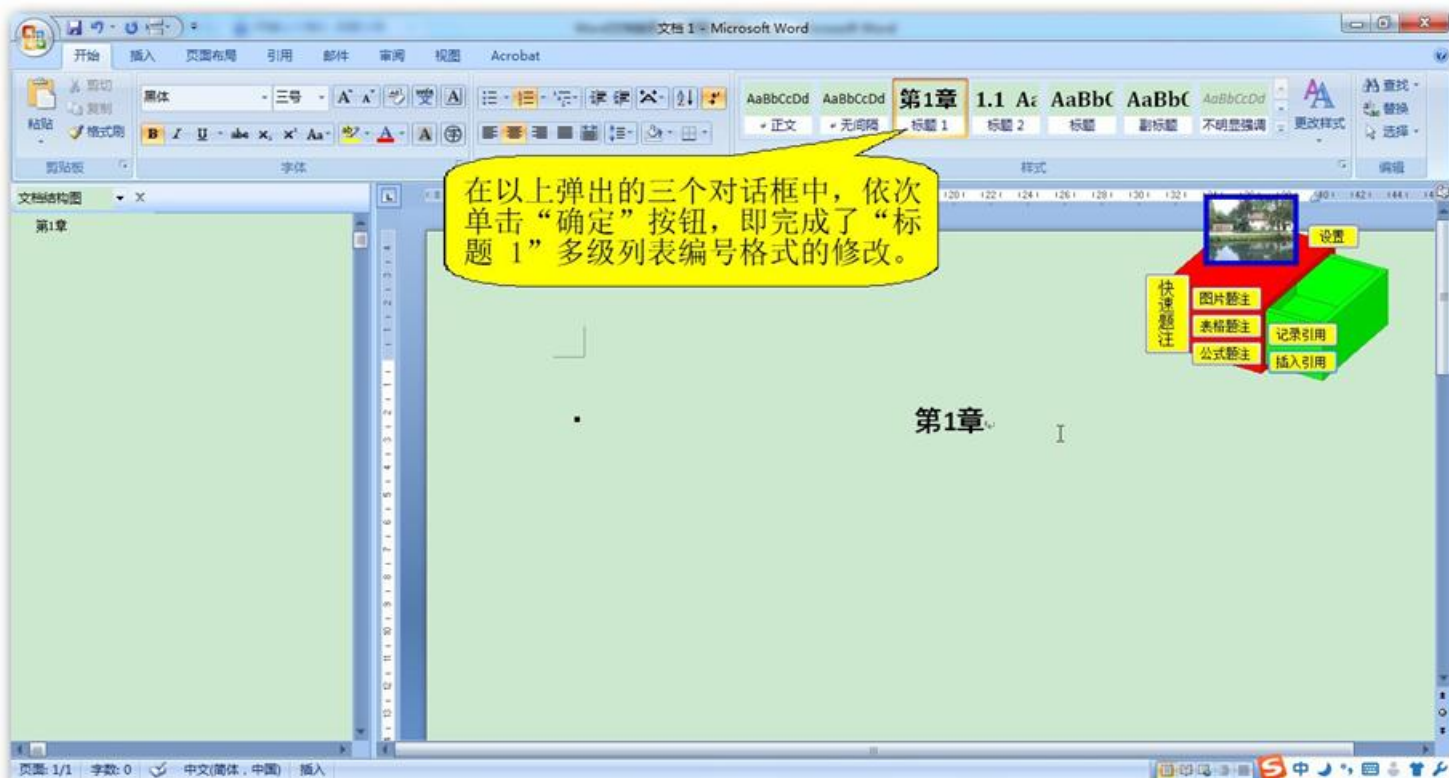 文档 1 - Microsoft Word
开始 插入 页面布局 引用 邮件 审阅 视图 Acrobat
剪切
复制
粘贴
格式刷
剪贴板
黑体 三号
B I U abe x₂ x² Aa A A
字体
AaBbCcDd AaBbCcDd 第1章 1.1 Aa AaBbC AaBbC AaBbCcDd
正文 无间隔 标题 1 标题 2 标题 副标题 不明显强调
更改样式
样式
查找
替换
选择
编辑
在以上弹出的三个对话框中，依次
单击“确定”按钮，即完成了“标
题 1”多级列表编号格式的修改。
文档结构图
第1章
设置
快速题注
图片题注
表格题注
公式题注
记录引用
插入引用
第1章
页面: 1/1 字数: 0 中文(简体，中国) 插入
中